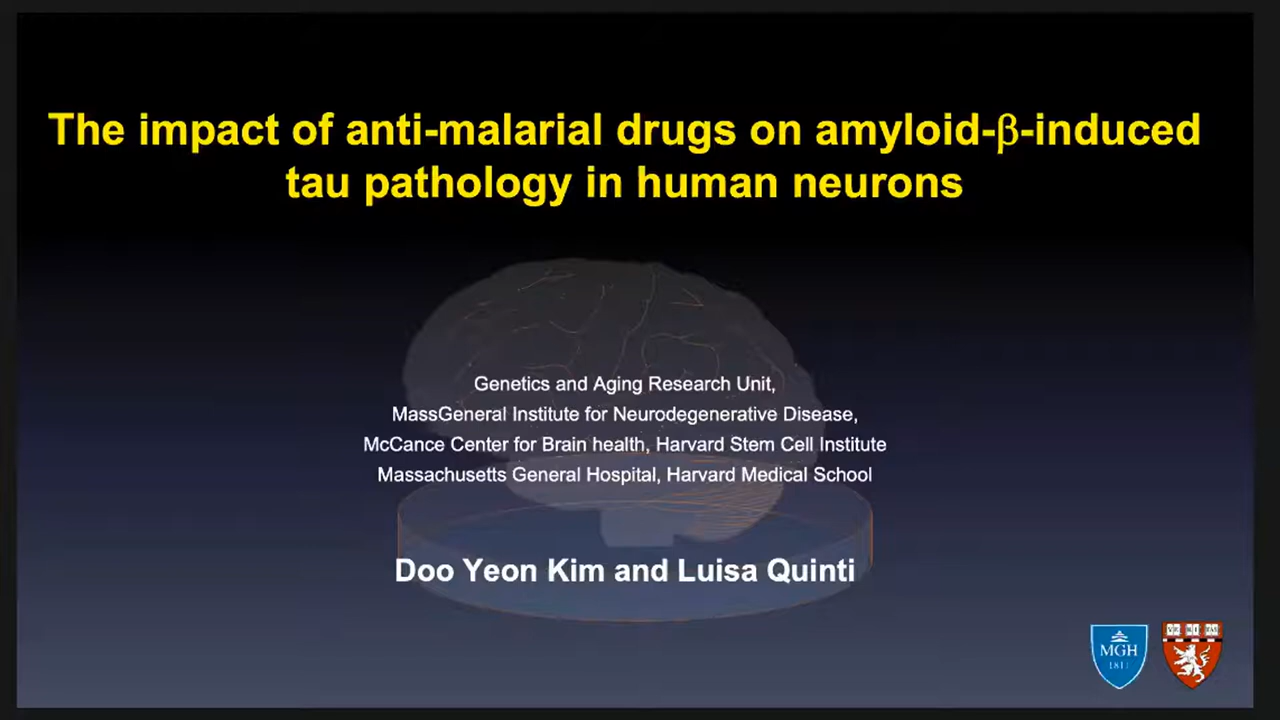 The impact of anti-malarial drugs on amyloid-β-induced
tau pathology in human neurons
Genetics and Aging Research Unit,
MassGeneral Institute for Neurodegenerative Disease,
McCance Center for Brain health, Harvard Stem Cell Institute
Massachusetts General Hospital, Harvard Medical School
Doo Yeon Kim and Luisa Quinti
MGH
1811